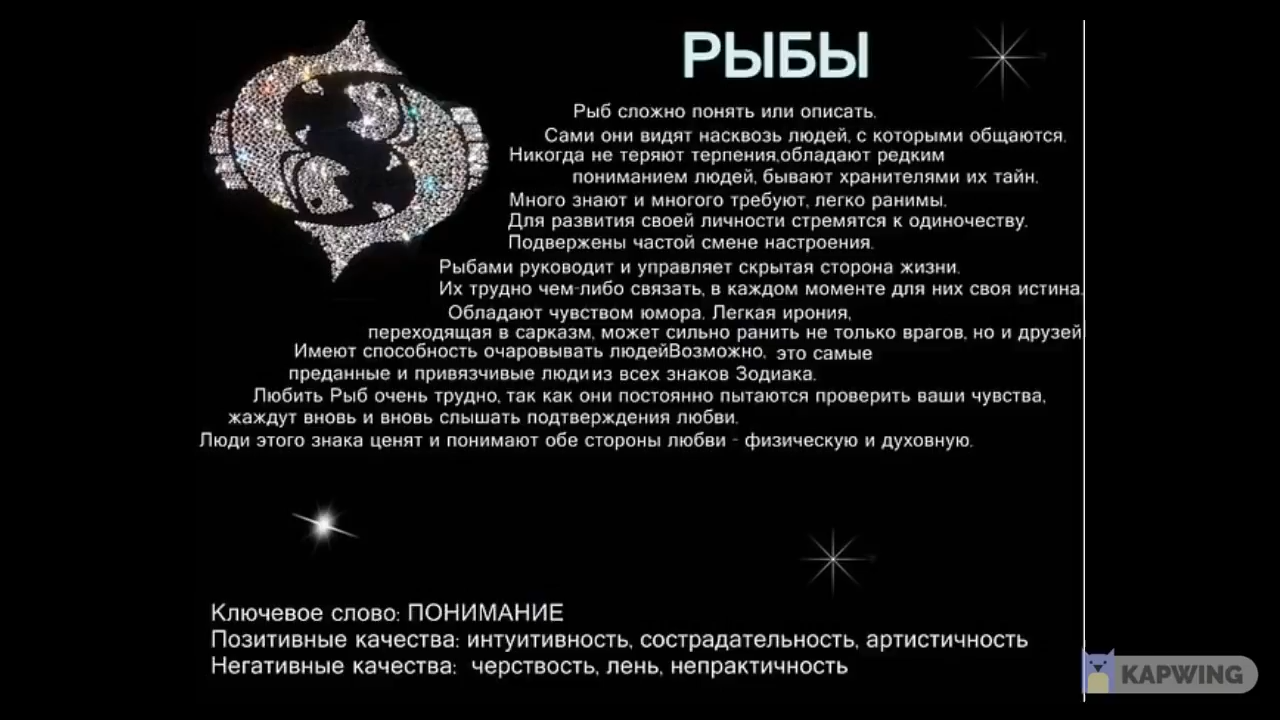 РЫБЫ
Рыб сложно понять или описать.
Сами они видят насквозь людей, с которыми общаются.
Никогда не теряют терпения,обладают редким
пониманием людей, бывают хранителями их тайн.
Много знают и многого требуют, легко ранимы.
Для развития своей личности стремятся к одиночеству.
Подвержены частой смене настроения.
Рыбами руководит и управляет скрытая сторона жизни.
Их трудно чем-либо связать, в каждом моменте для них своя истина.
Обладают чувством юмора. Легкая ирония,
переходящая в сарказм, может сильно ранить не только врагов, но и друзей
Имеют способность очаровывать людейВозможно, это самые
преданные и привязчивые люди из всех знаков Зодиака.
Любить Рыб очень трудно, так как они постоянно пытаются проверить ваши чувства,
жаждут вновь и вновь слышать подтверждения любви.
Люди этого знака ценят и понимают обе стороны любви - физическую и духовную.
Ключевое слово: ПОНИМАНИЕ
Позитивные качества: интуитивность, сострадательность, артистичность
Негативные качества: черствость, лень, непрактичность
KAPWING